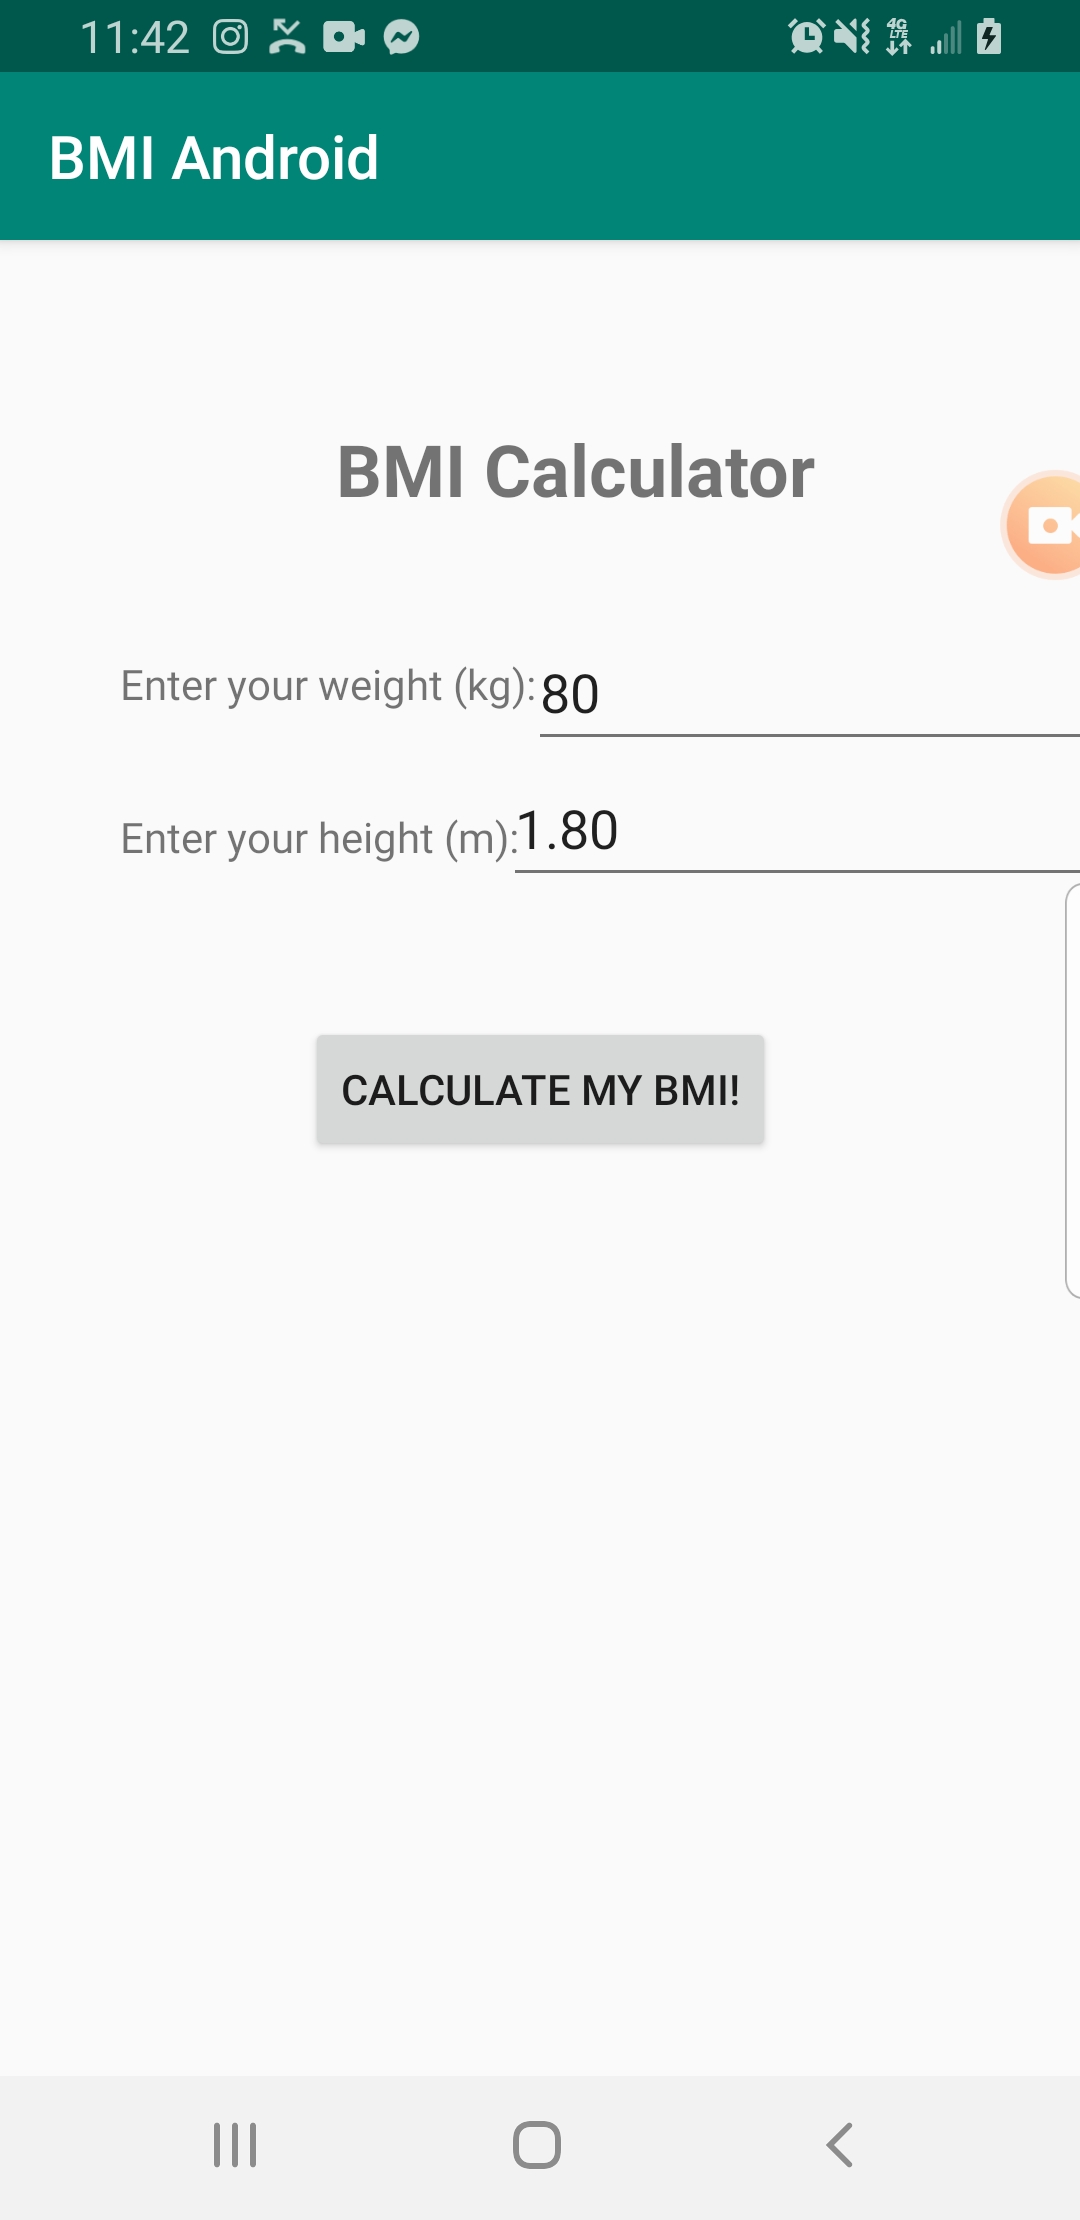 11:42 4G LTE
BMI Android
BMI Calculator
Enter your weight (kg): 80
Enter your height (m): 1.80
CALCULATE MY BMI!